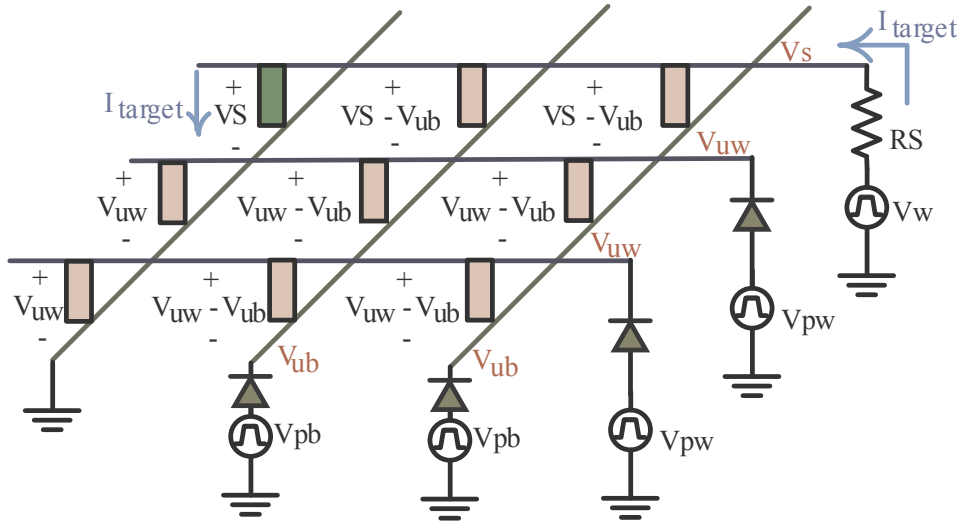 I target
Vs
+
+
+
I target
VS
VS - Vub
VS - Vub
RS
-
-
-
Vuw
+
+
+
Vuw
Vuw - Vub
Vuw - Vub
Vw
-
-
-
Vuw
+
+
+
Vuw
Vuw - Vub
Vuw - Vub
Vpw
-
-
-
Vub
Vub
Vpb
Vpb
Vpw